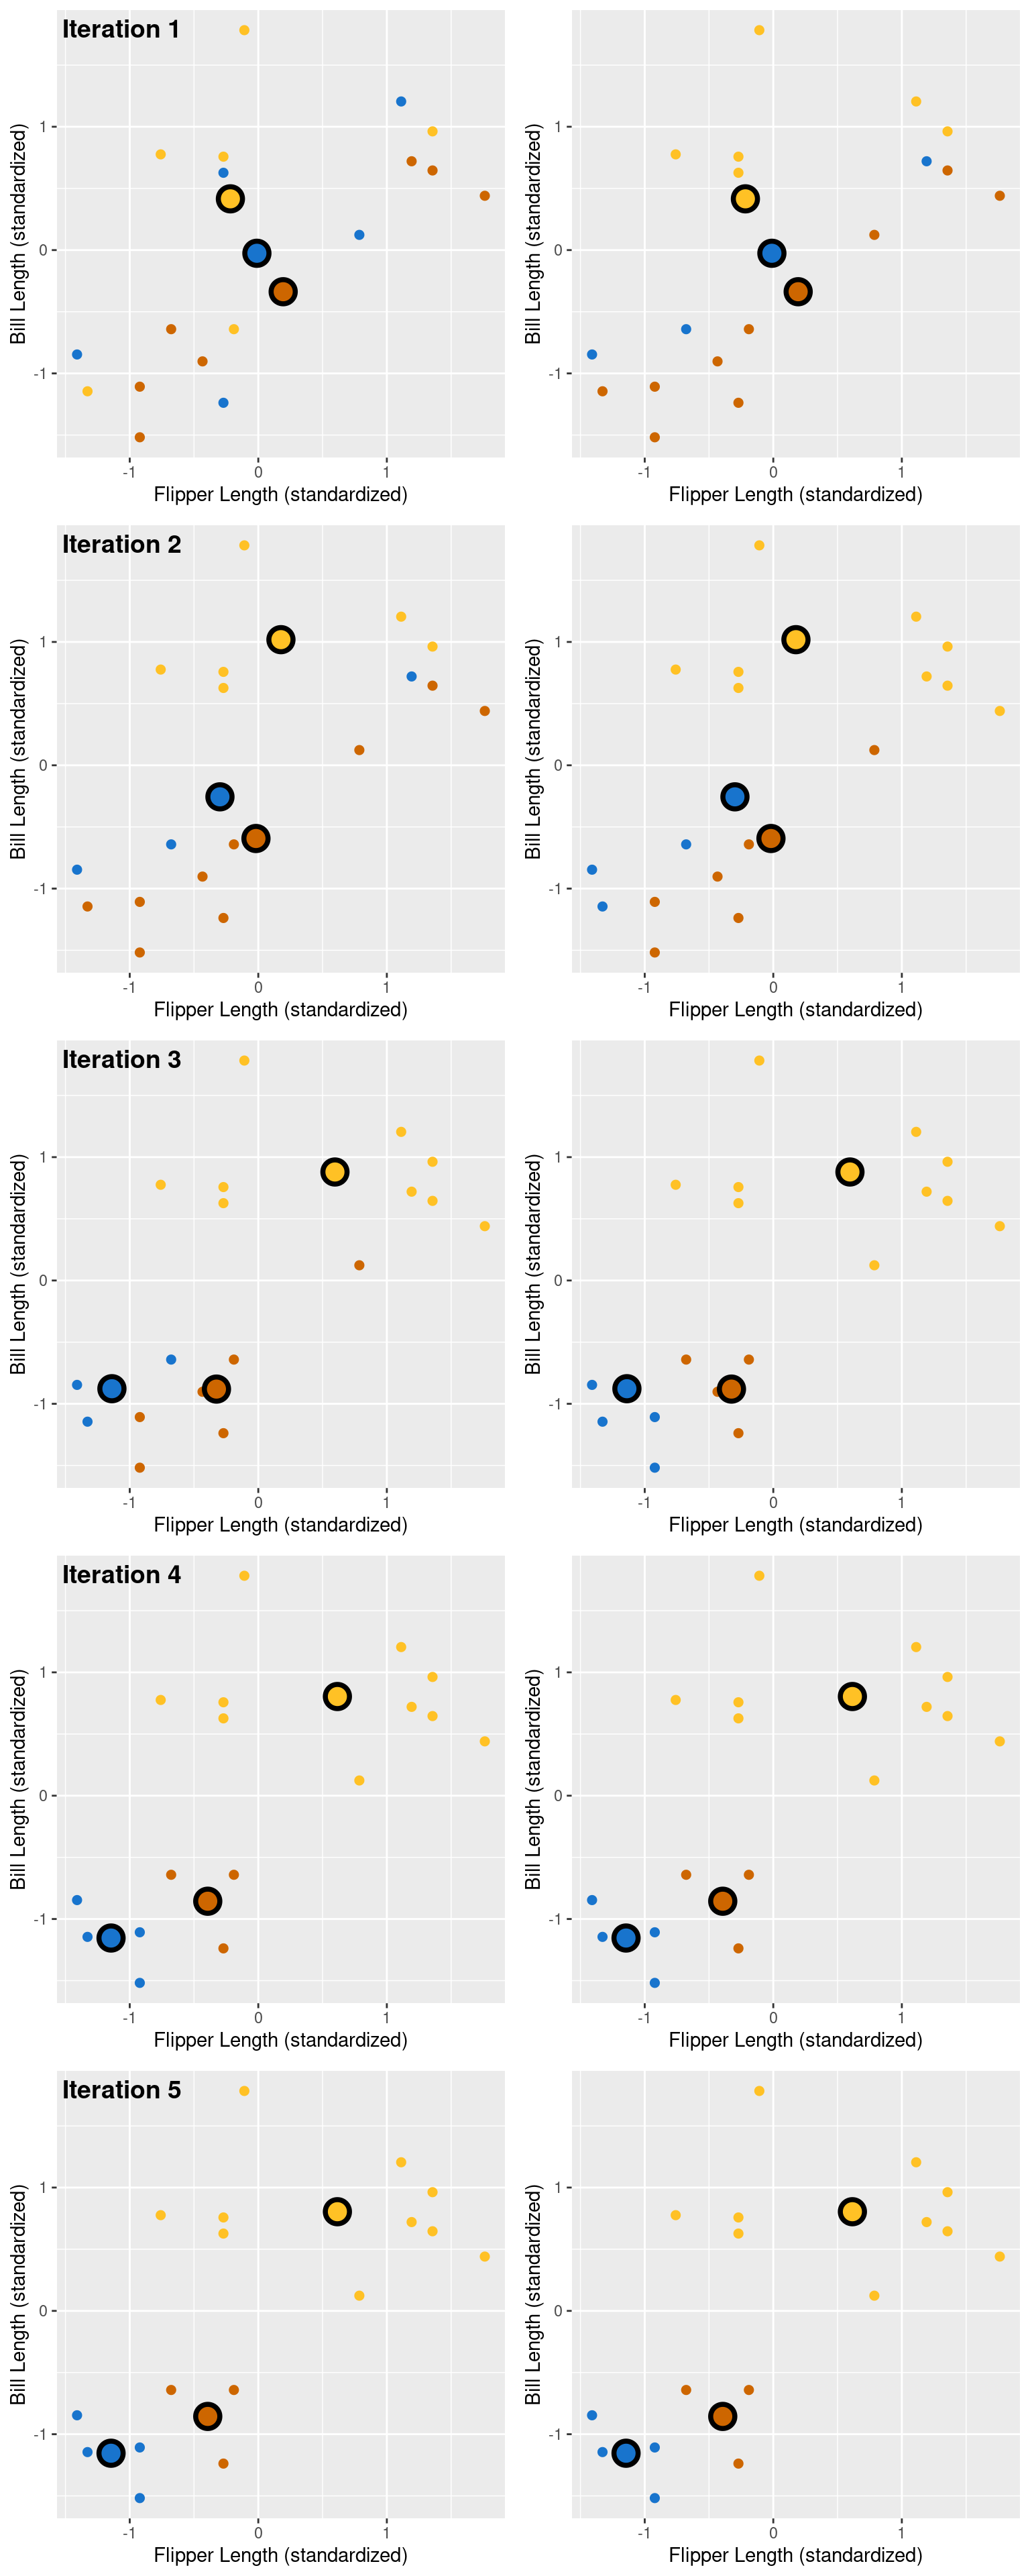 Iteration 1
Bill Length (standardized)
1
0
-1
-1 0 1
Flipper Length (standardized)
Bill Length (standardized)
1
0
-1
-1 0 1
Flipper Length (standardized)
Iteration 2
Bill Length (standardized)
1
0
-1
-1 0 1
Flipper Length (standardized)
Bill Length (standardized)
1
0
-1
-1 0 1
Flipper Length (standardized)
Iteration 3
Bill Length (standardized)
1
0
-1
-1 0 1
Flipper Length (standardized)
Bill Length (standardized)
1
0
-1
-1 0 1
Flipper Length (standardized)
Iteration 4
Bill Length (standardized)
1
0
-1
-1 0 1
Flipper Length (standardized)
Bill Length (standardized)
1
0
-1
-1 0 1
Flipper Length (standardized)
Iteration 5
Bill Length (standardized)
1
0
-1
-1 0 1
Flipper Length (standardized)
Bill Length (standardized)
1
0
-1
-1 0 1
Flipper Length (standardized)